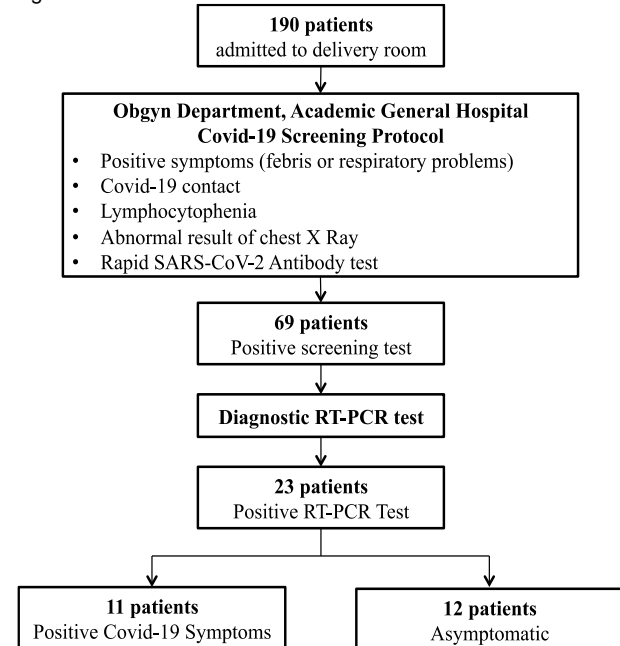 190 patients
admitted to delivery room
Obgyn Department, Academic General Hospital
Covid-19 Screening Protocol
• Positive symptoms (febris or respiratory problems)
• Covid-19 contact
• Lymphocytophenia
• Abnormal result of chest X Ray
• Rapid SARS-CoV-2 Antibody test
69 patients
Positive screening test
Diagnostic RT-PCR test
23 patients
Positive RT-PCR Test
11 patients
Positive Covid-19 Symptoms
12 patients
Asymptomatic